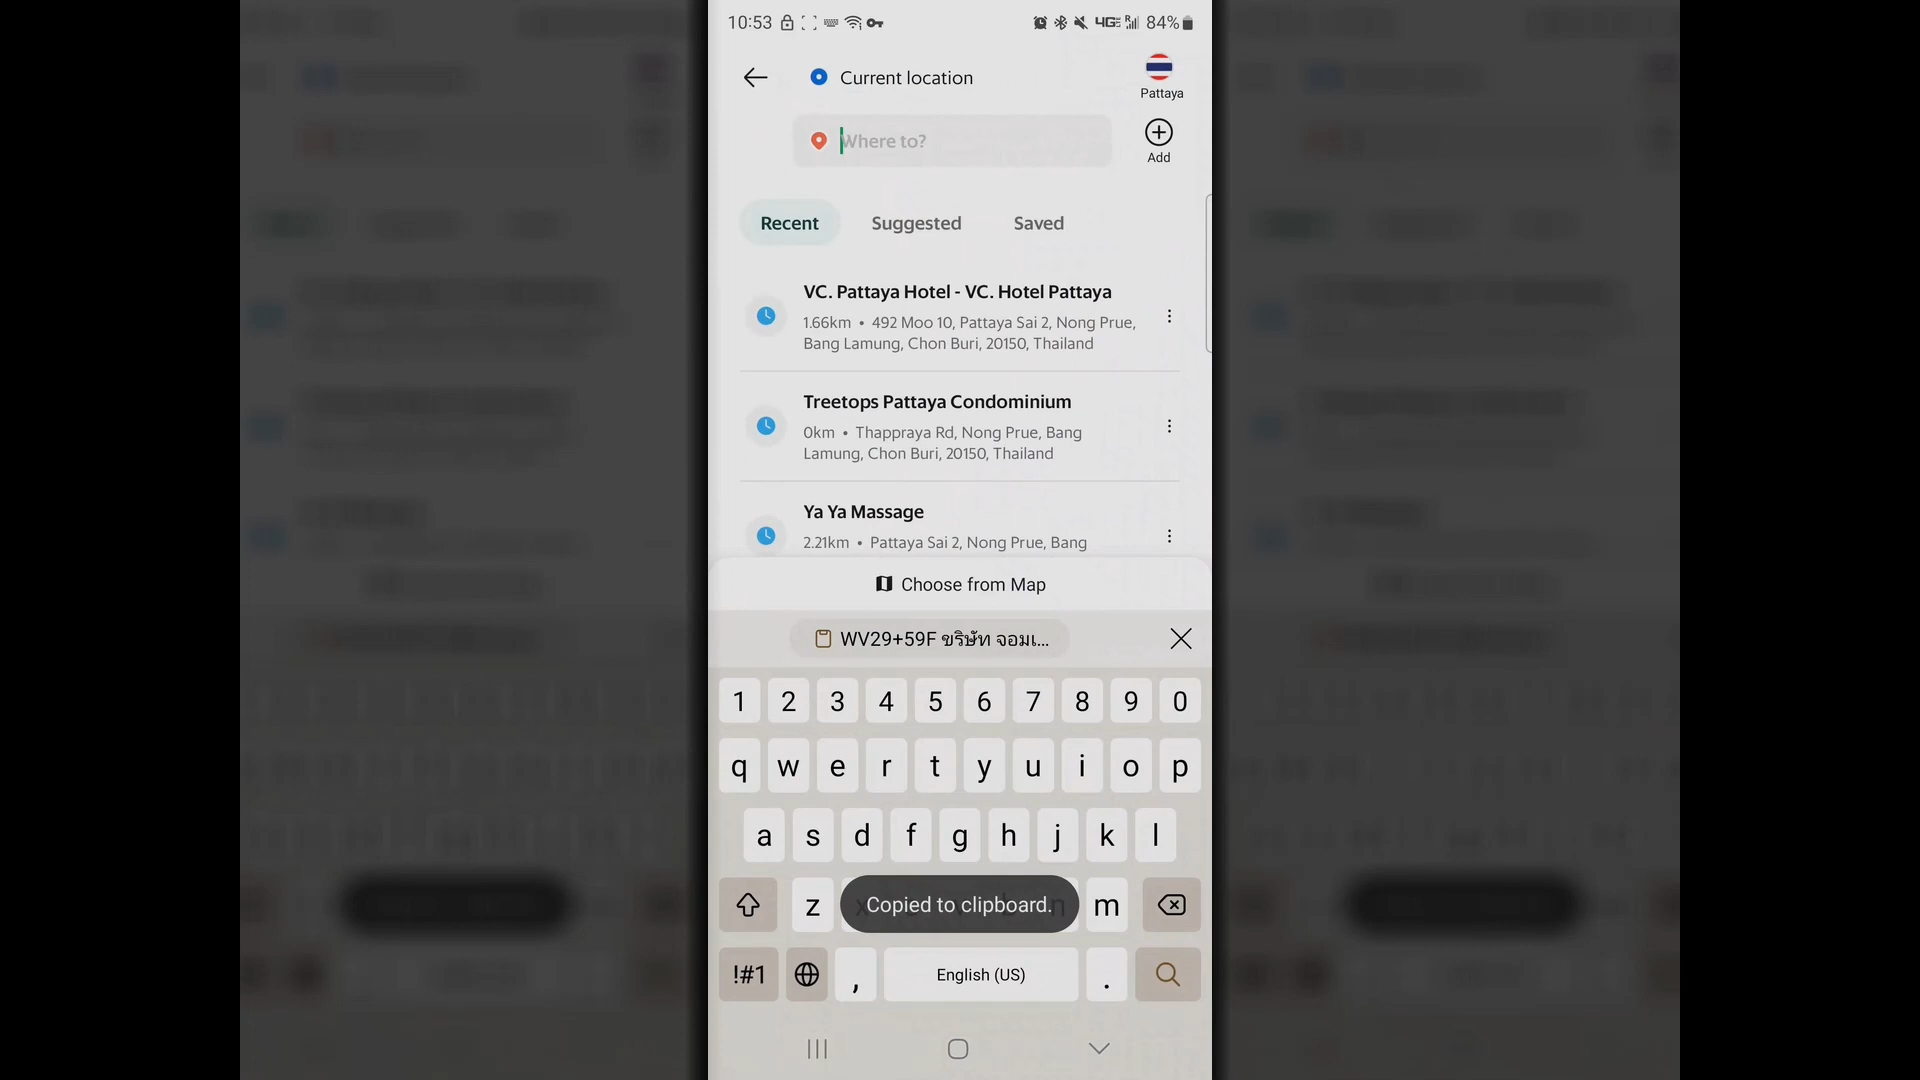 10:53
4GE R 84%
Current location
Pattaya
Where to?
Add
Recent Suggested Saved
VC. Pattaya Hotel - VC. Hotel Pattaya
1.66km • 492 Moo 10, Pattaya Sai 2, Nong Prue,
Bang Lamung, Chon Buri, 20150, Thailand
Treetops Pattaya Condominium
0km • Thappraya Rd, Nong Prue, Bang
Lamung, Chon Buri, 20150, Thailand
Ya Ya Massage
2.21km • Pattaya Sai 2, Nong Prue, Bang
Choose from Map
WV29+59F ขริษัท จอมเ...
1 2 3 4 5 6 7 8 9 0
q w e r t y u i o p
a s d f g h j k l
z m
Copied to clipboard.
!#1 , English (US) .